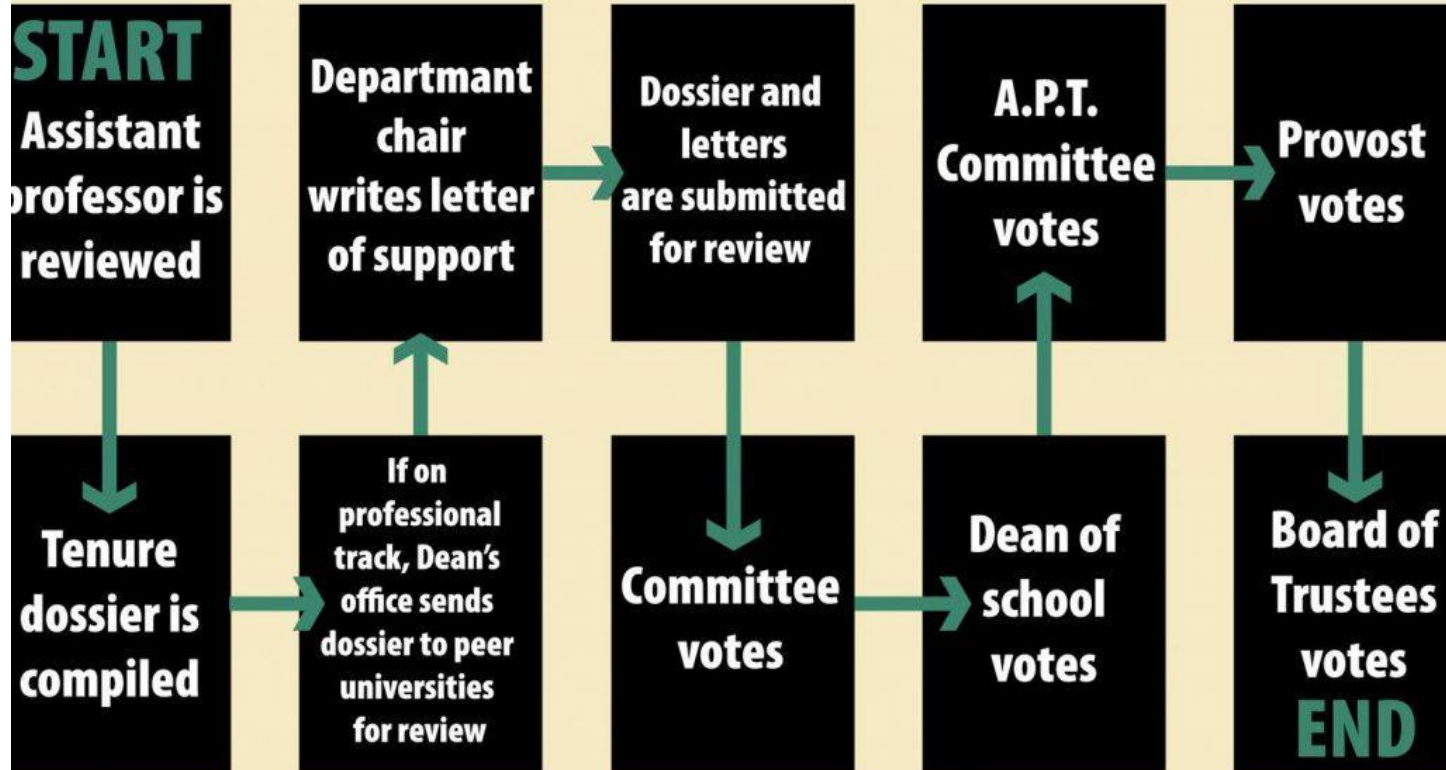 START
Assistant
professor is
reviewed
Tenure
dossier is
compiled
If on
professional
track, Dean's
office sends
dossier to peer
universities
for review
Departmant
chair
writes letter
of support
Dossier and
letters
are submitted
for review
Committee
votes
Dean of
school
votes
A.P.T.
Committee
votes
Provost
votes
Board of
Trustees
votes
END